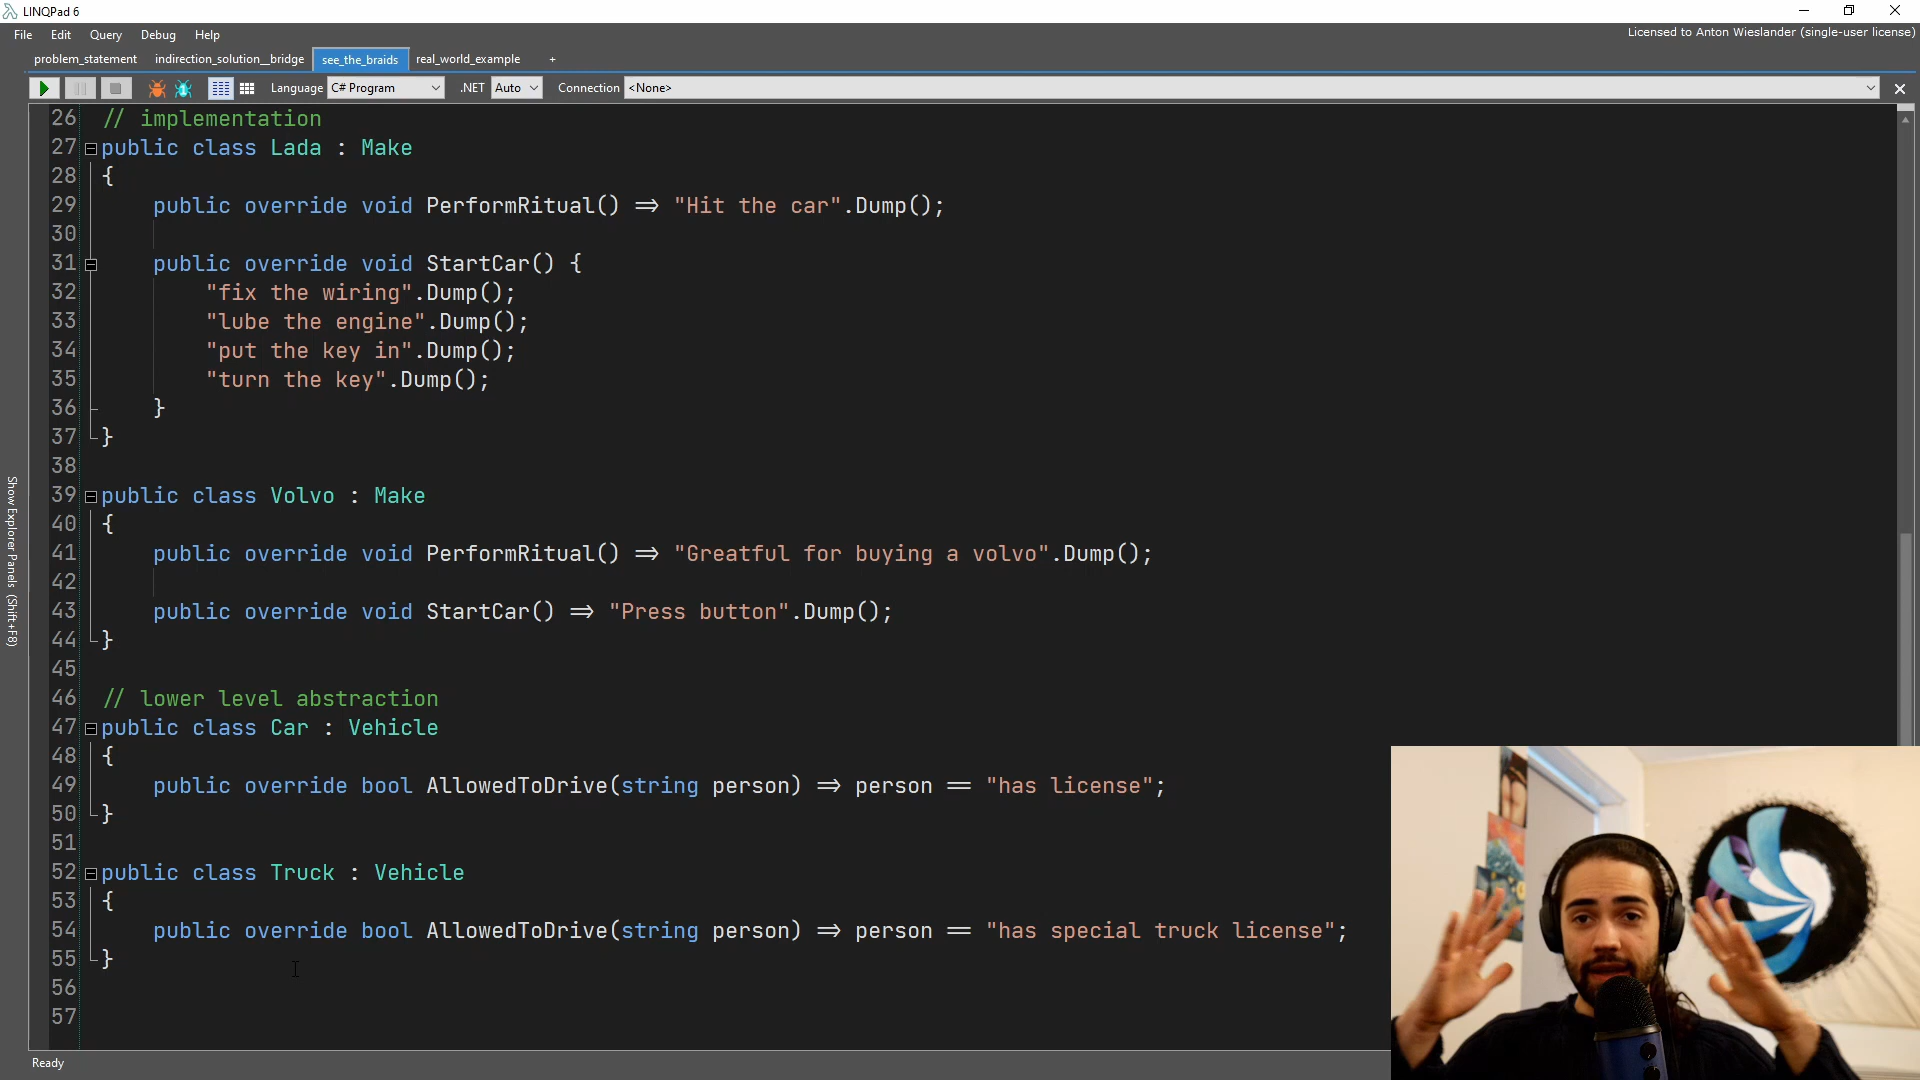 LINQPad 6
File Edit Query Debug Help
Licensed to Anton Wieslander (single-user license)
problem_statement indirection_solution__bridge see_the_braids real_world_example +
Language C# Program .NET Auto Connection <None>
Show Explorer Panels (Shift+F8)
26 // implementation
27 public class Lada : Make
28 {
29 public override void PerformRitual() => "Hit the car".Dump();
30
31 public override void StartCar() {
32 "fix the wiring".Dump();
33 "lube the engine".Dump();
34 "put the key in".Dump();
35 "turn the key".Dump();
36 }
37 }
38
39 public class Volvo : Make
40 {
41 public override void PerformRitual() => "Greatful for buying a volvo".Dump();
42
43 public override void StartCar() => "Press button".Dump();
44 }
45
46 // lower level abstraction
47 public class Car : Vehicle
48 {
49 public override bool AllowedToDrive(string person) => person == "has license";
50 }
51
52 public class Truck : Vehicle
53 {
54 public override bool AllowedToDrive(string person) => person == "has special truck license";
55 }
56
57
Ready